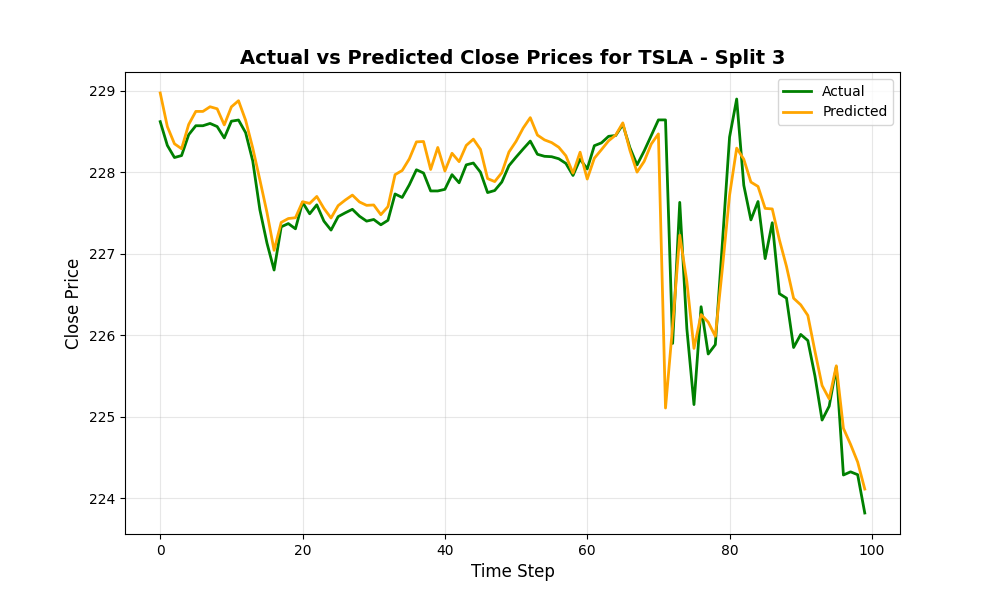 Actual vs Predicted Close Prices for TSLA - Split 3
Actual
Predicted
Close Price
229
228
227
226
225
224
0 20 40 60 80 100
Time Step